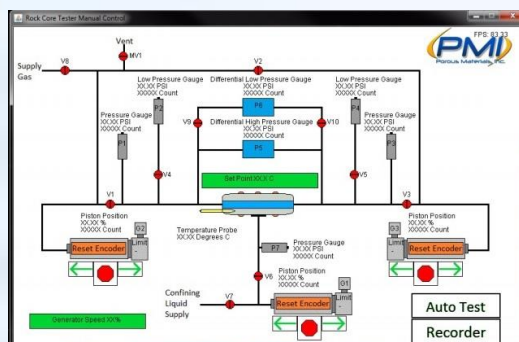 Rock Core Tester Manual Control
FPS: 83.33
Vent
MV1
PMI
Porous Materials, Inc.
Supply
Gas
V8
V2
Low Pressure Gauge
XX.XX PSI
XXXXX Count
P2
Differential Low Pressure Gauge
XX.XX PSI
XXXXX Count
P6
Low Pressure Gauge
XX.XX PSI
XXXXX Count
P4
Pressure Gauge
XX.XX PSI
XXXXX Count
P1
V9
Differential High Pressure Gauge
XX.XX PSI
XXXXX Count
P5
V10
Pressure Gauge
XX.XX PSI
XXXXX Count
P3
V4
V5
Set Point XX.X C
V1
V3
Piston Position
XX.XX %
XXXXX Count
G2
Reset Encoder
Limit
-
Temperature Probe
XX.XX Degrees C
P7
Pressure Gauge
XX.XX PSI
XXXXX Count
Piston Position
XX.XX %
XXXXX Count
G3
Limit
-
Reset Encoder
V6
Piston Position
XX.XX %
XXXXX Count
G1
Reset Encoder
Limit
-
Confining
Liquid
Supply
V7
Generator Speed XX%
Auto Test
Recorder